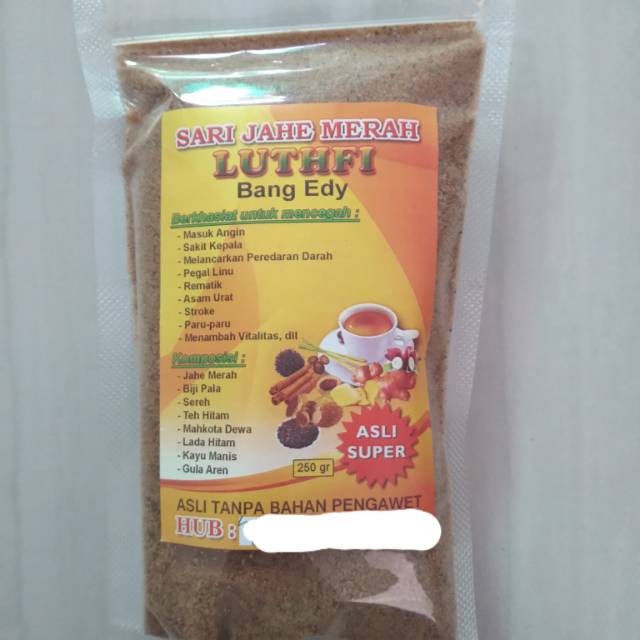 SARI JAHE MERAH
LUTHFI
Bang Edy
Berkhasiat untuk mencegah :
- Masuk Angin
- Sakit Kepala
- Melancarkan Peredaran Darah
- Pegal Linu
- Rematik
- Asam Urat
- Stroke
- Paru-paru
- Menambah Vitalitas, dll
Komposisi :
- Jahe Merah
- Biji Pala
- Sereh
- Teh Hitam
- Mahkota Dewa
- Lada Hitam
- Kayu Manis
- Gula Aren
250 gr
ASLI
SUPER
ASLI TANPA BAHAN PENGAWET
HUB :